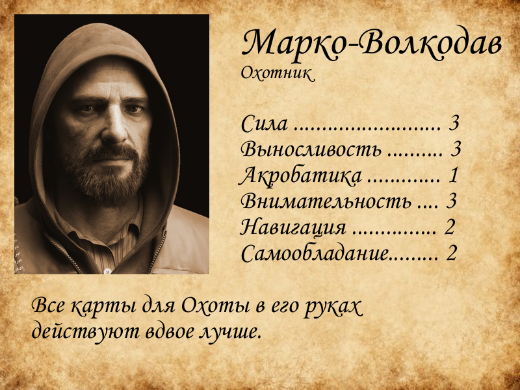 Марко-Волкодав
Охотник
Сила .......................... 3
Выносливость .......... 3
Акробатика ............. 1
Внимательность .... 3
Навигация ............... 2
Самообладание......... 2
Все карты для Охоты в его руках
действуют вдвое лучше.